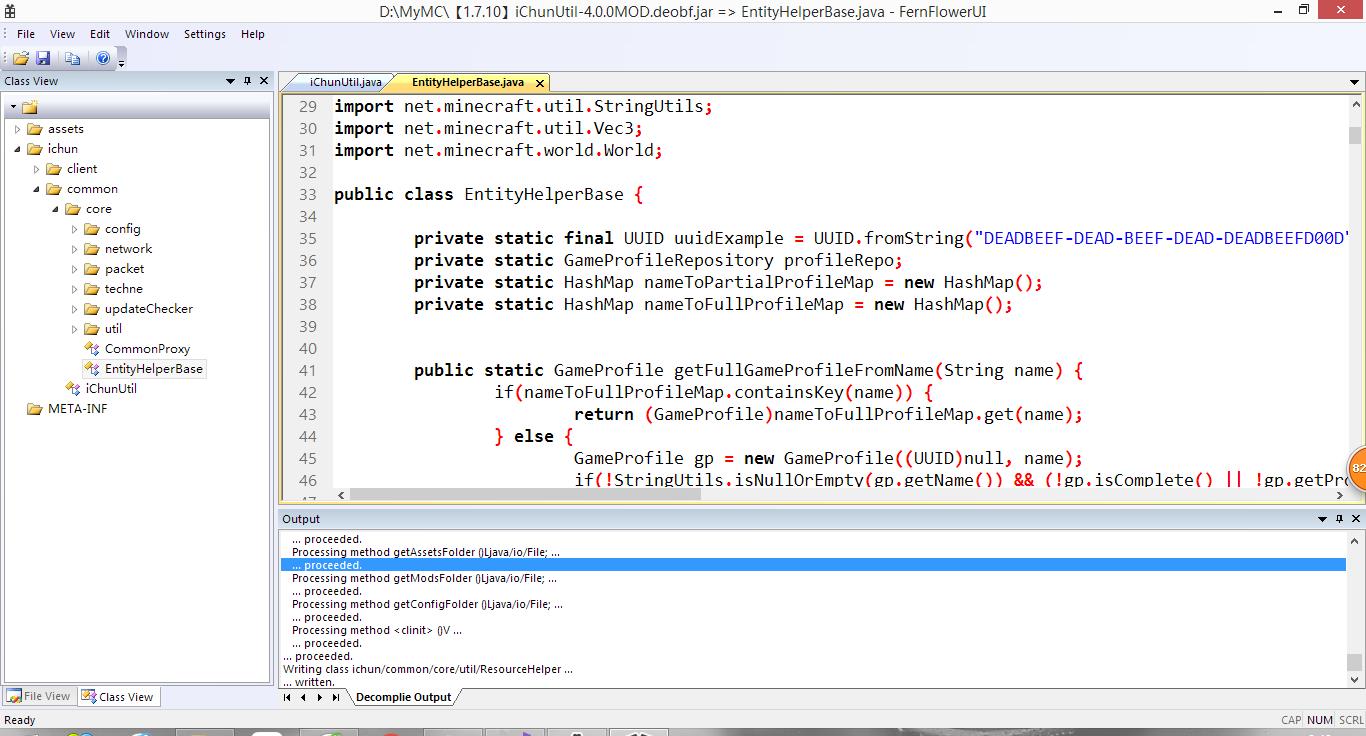 D:\MyMC\【1.7.10】iChunUtil-4.0.0MOD.deobf.jar => EntityHelperBase.java - FernFlowerUI
File View Edit Window Settings Help
Class View
assets
ichun
client
common
core
config
network
packet
techne
updateChecker
util
CommonProxy
EntityHelperBase
iChunUtil
META-INF
File View Class View
iChunUtil.java EntityHelperBase.java
29 import net.minecraft.util.StringUtils;
30 import net.minecraft.util.Vec3;
31 import net.minecraft.world.World;
32
33 public class EntityHelperBase {
34
35 private static final UUID uuidExample = UUID.fromString("DEADBEEF-DEAD-BEEF-DEAD-DEADBEEFD00D"
36 private static GameProfileRepository profileRepo;
37 private static HashMap nameToPartialProfileMap = new HashMap();
38 private static HashMap nameToFullProfileMap = new HashMap();
39
40
41 public static GameProfile getFullGameProfileFromName(String name) {
42 if(nameToFullProfileMap.containsKey(name)) {
43 return (GameProfile)nameToFullProfileMap.get(name);
44 } else {
45 GameProfile gp = new GameProfile((UUID)null, name);
46 if(!StringUtils.isNullOrEmpty(gp.getName()) && (!gp.isComplete() || !gp.getPro
47
82
Output
... proceeded.
Processing method getAssetsFolder ()Ljava/io/File; ...
... proceeded.
Processing method getModsFolder ()Ljava/io/File; ...
... proceeded.
Processing method getConfigFolder ()Ljava/io/File; ...
... proceeded.
Processing method <clinit> ()V ...
... proceeded.
... proceeded.
Writing class ichun/common/core/util/ResourceHelper ...
... written.
Decomplie Output
Ready
CAP NUM SCRL